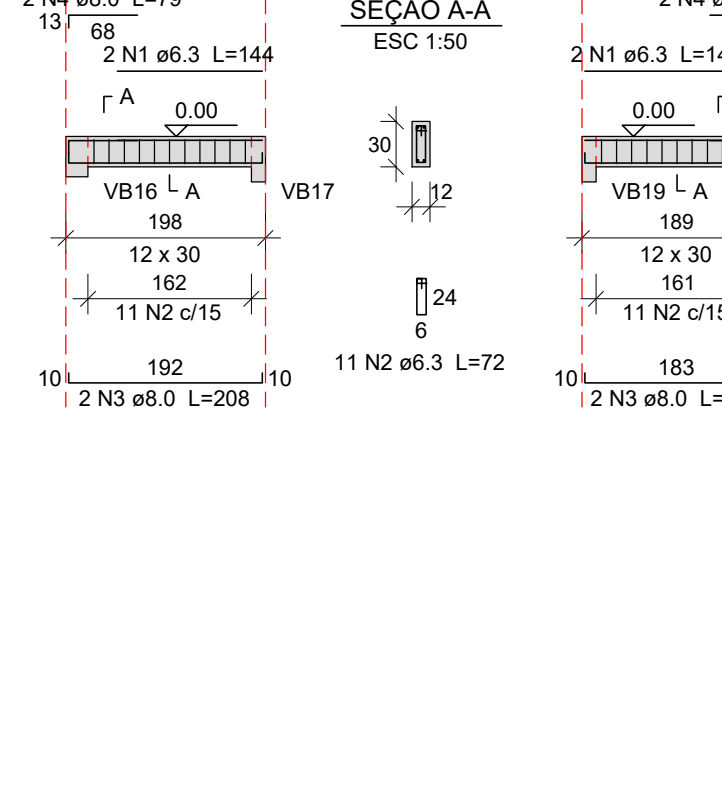 2 N4 ø8.0 L=79
13
68
2 N1 ø6.3 L=144
A
0.00
VB16
A
VB17
198
12 x 30
162
11 N2 c/15
192
10
10
2 N3 ø8.0 L=208
SEÇÃO A-A
ESC 1:50
30
12
24
6
11 N2 ø6.3 L=72
2 N4
2 N1 ø6.3 L=14
0.00
VB19
A
189
12 x 30
161
11 N2 c/15
183
10
2 N3 ø8.0 L=